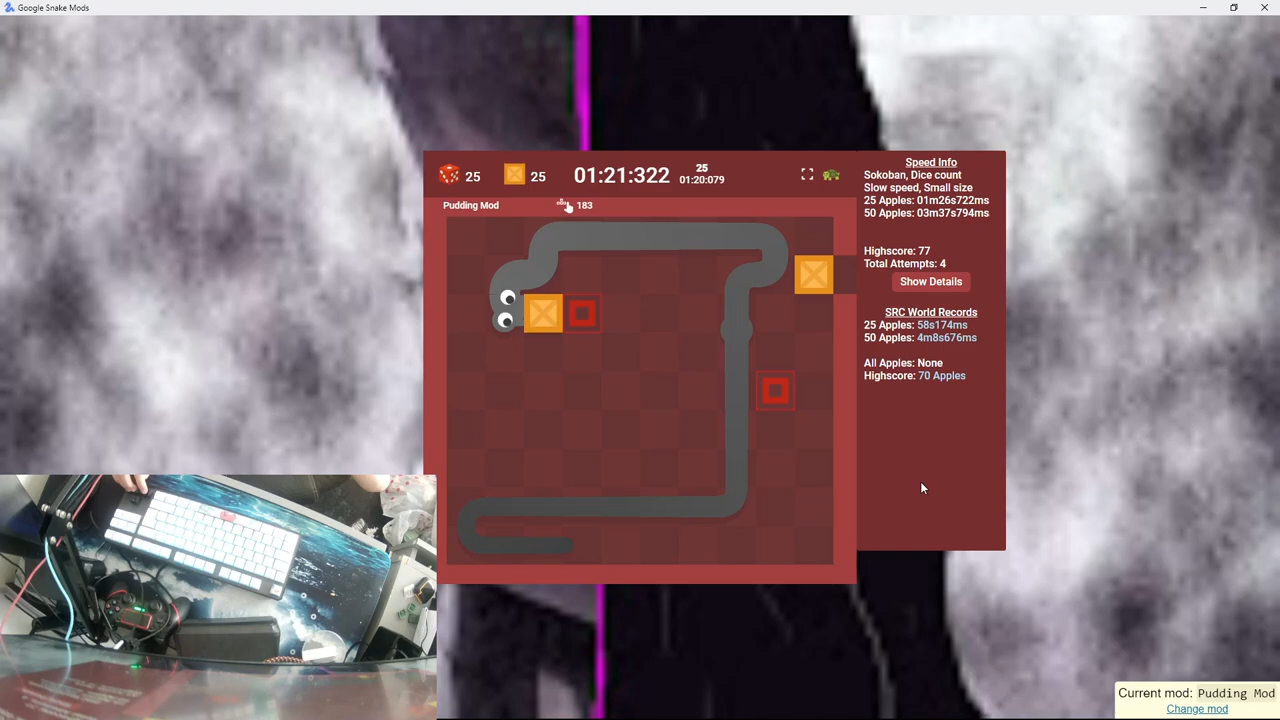 Google Snake Mods
25
25
01:21:322
25
01:20:079
Pudding Mod
183
Speed Info
Sokoban, Dice count
Slow speed, Small size
25 Apples: 01m26s722ms
50 Apples: 03m37s794ms
Highscore: 77
Total Attempts: 4
Show Details
SRC World Records
25 Apples: 58s174ms
50 Apples: 4m8s676ms
All Apples: None
Highscore: 70 Apples
Current mod: Pudding Mod
Change mod